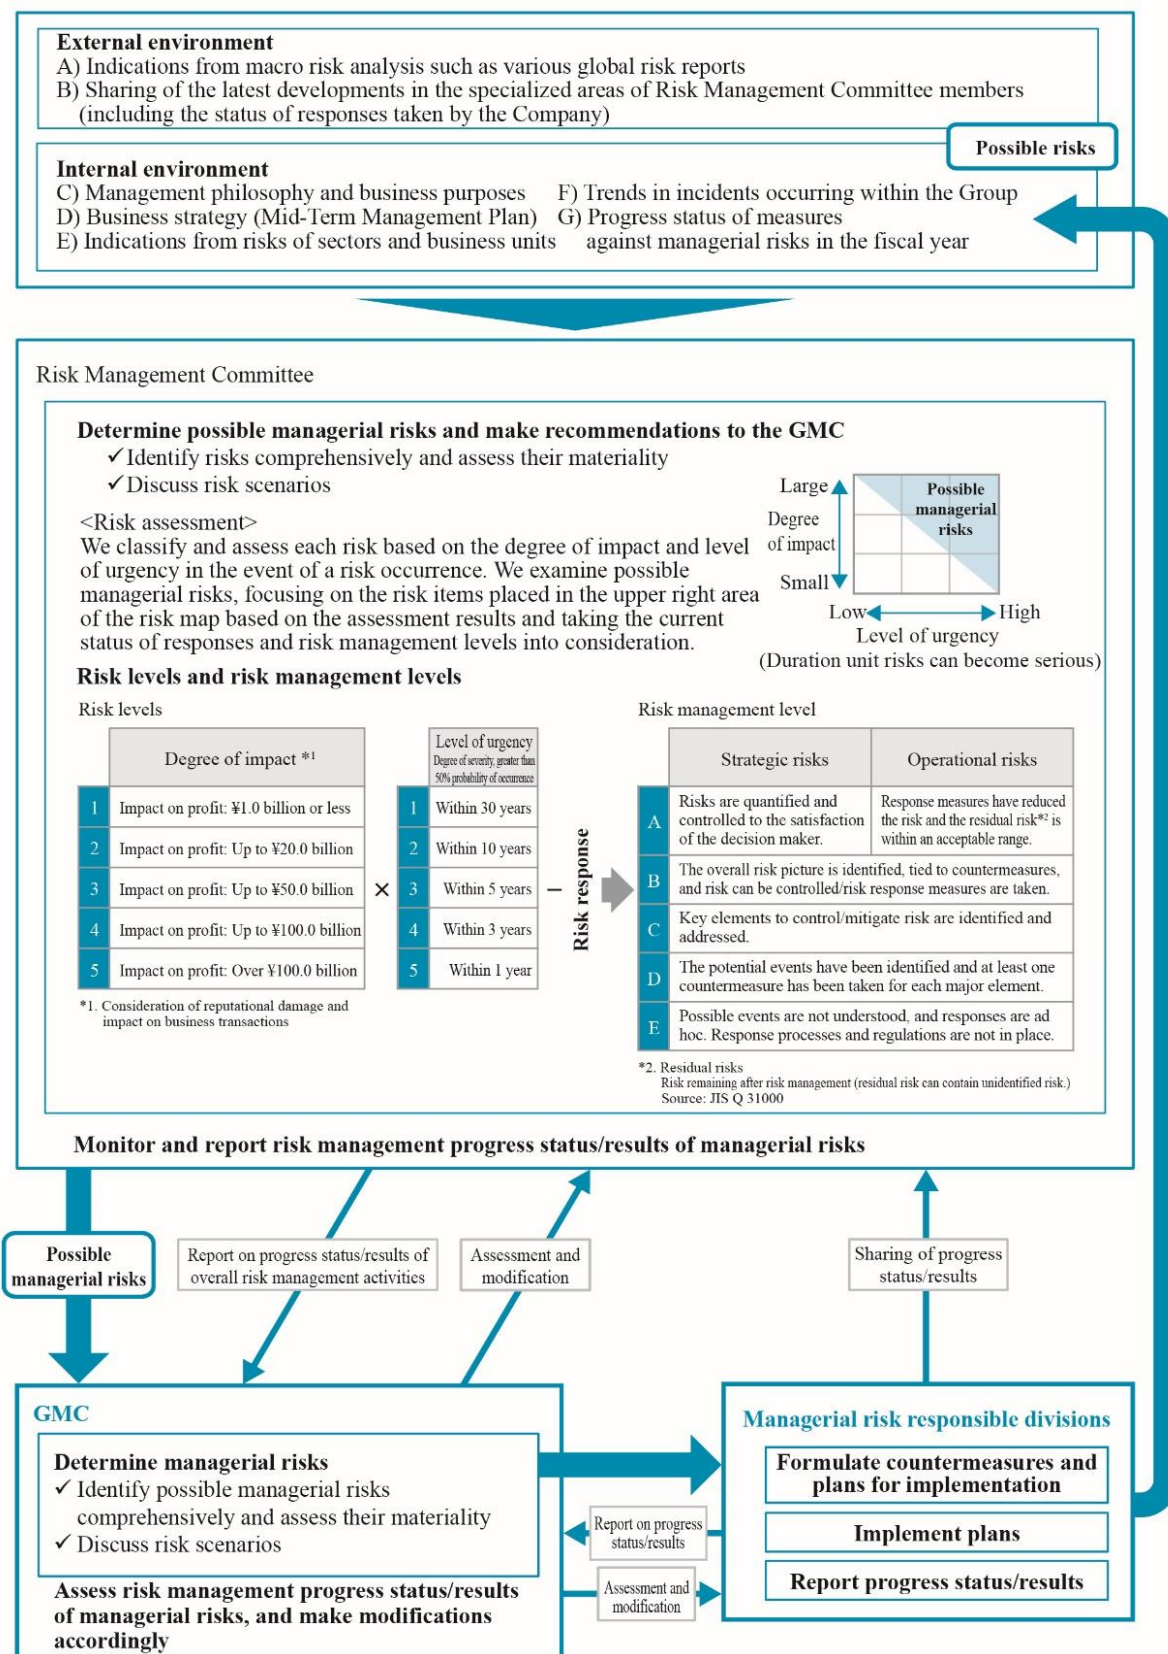 External environment
A) Indications from macro risk analysis such as various global risk reports
B) Sharing of the latest developments in the specialized areas of Risk Management Committee members
(including the status of responses taken by the Company)
Possible risks
Internal environment
C) Management philosophy and business purposes
D) Business strategy (Mid-Term Management Plan)
E) Indications from risks of sectors and business units
F) Trends in incidents occurring within the Group
G) Progress status of measures
against managerial risks in the fiscal year
Risk Management Committee
Determine possible managerial risks and make recommendations to the GMC
✓Identify risks comprehensively and assess their materiality
✓Discuss risk scenarios
<Risk assessment>
We classify and assess each risk based on the degree of impact and level
of urgency in the event of a risk occurrence. We examine possible
managerial risks, focusing on the risk items placed in the upper right area
of the risk map based on the assessment results and taking the current
status of responses and risk management levels into consideration.
Large
Degree
of impact
Small
Possible
managerial
risks
Low
High
Level of urgency
(Duration unit risks can become serious)
Risk levels and risk management levels
Risk levels
Degree of impact *1
1 Impact on profit: ¥1.0 billion or less
2 Impact on profit: Up to ¥20.0 billion
3 Impact on profit: Up to ¥50.0 billion
4 Impact on profit: Up to ¥100.0 billion
5 Impact on profit: Over ¥100.0 billion
*1. Consideration of reputational damage and
impact on business transactions
×
Level of urgency
Degree of severity, greater than
50% probability of occurrence
1 Within 30 years
2 Within 10 years
3 Within 5 years
4 Within 3 years
5 Within 1 year
–
Risk response
Risk management level
Strategic risks
Operational risks
A
Risks are quantified and
controlled to the satisfaction
of the decision maker.
Response measures have reduced
the risk and the residual risk*2 is
within an acceptable range.
B
The overall risk picture is identified, tied to countermeasures,
and risk can be controlled/risk response measures are taken.
C
Key elements to control/mitigate risk are identified and
addressed.
D
The potential events have been identified and at least one
countermeasure has been taken for each major element.
E
Possible events are not understood, and responses are ad
hoc. Response processes and regulations are not in place.
*2. Residual risks
Risk remaining after risk management (residual risk can contain unidentified risk.)
Source: JIS Q 31000
Monitor and report risk management progress status/results of managerial risks
Possible
managerial risks
Report on progress status/results of
overall risk management activities
Assessment and
modification
Sharing of progress
status/results
GMC
Determine managerial risks
✓ Identify possible managerial risks
comprehensively and assess their materiality
✓ Discuss risk scenarios
Assess risk management progress status/results
of managerial risks, and make modifications
accordingly
Report on progress
status/results
Assessment and
modification
Managerial risk responsible divisions
Formulate countermeasures and
plans for implementation
Implement plans
Report progress status/results